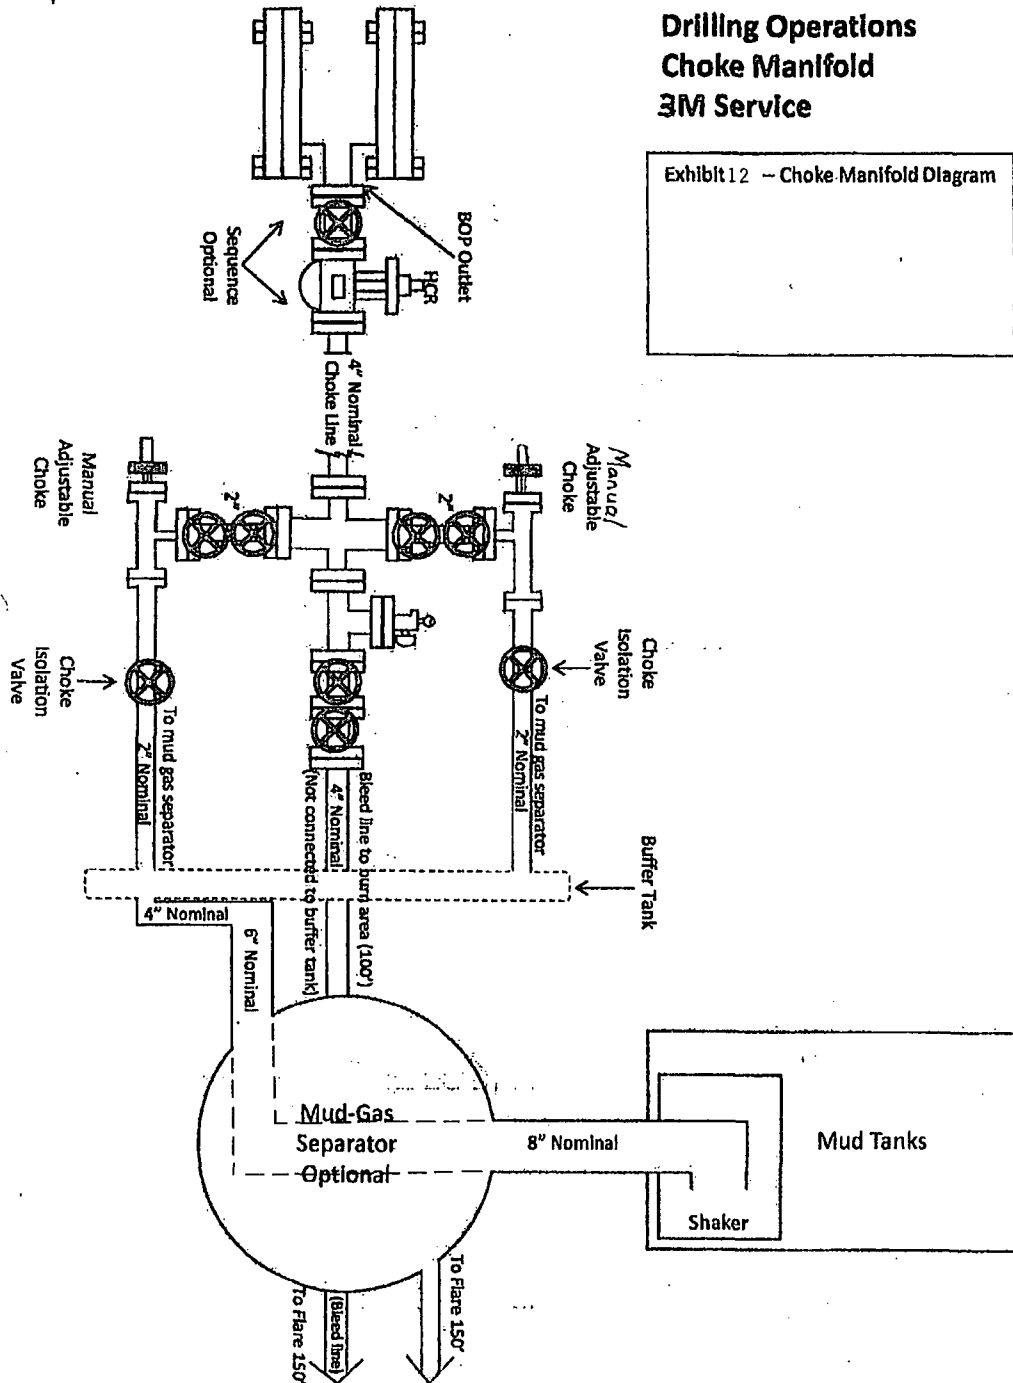 Drilling Operations
Choke Manifold
3M Service
Exhibit 12 - Choke Manifold Diagram
BOP Outlet
HCR
Sequence
Optional
4" Nominal
Choke Line
Manual
Adjustable
Choke
2"
2"
Manual
Adjustable
Choke
Choke
Isolation
Valve
Choke
Isolation
Valve
To mud gas separator
2" Nominal
Bleed line to burn area (100')
4" Nominal
(Not connected to buffer tank)
To mud gas separator
2" Nominal
Buffer Tank
4" Nominal
6" Nominal
Mud-Gas
Separator
Optional
8" Nominal
Mud Tanks
Shaker
To Flare 150'
(Bleed line)
To Flare 150'